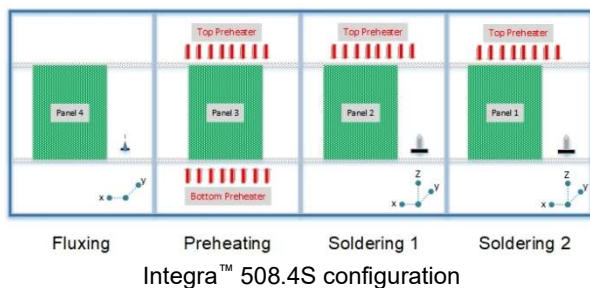 Top Preheater
Top Preheater
Top Preheater
Panel 4
Panel 3
Panel 2
Panel 1
Bottom Preheater
x y
x y Z
x y Z
Fluxing Preheating Soldering 1 Soldering 2
Integra™ 508.4S configuration